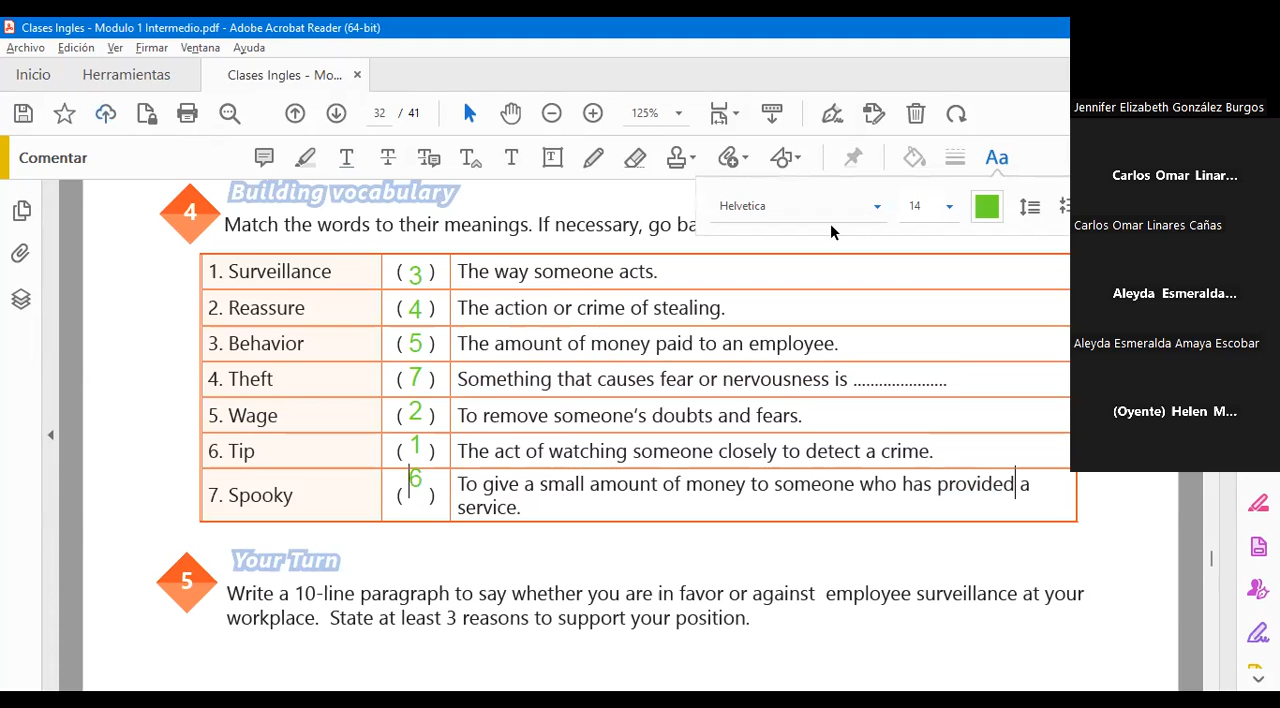 Clases Ingles - Modulo 1 Intermedio.pdf - Adobe Acrobat Reader (64-bit)
Archivo Edición Ver Firmar Ventana Ayuda
Inicio Herramientas Clases Ingles - Mo... ×
32 / 41 125%
Comentar
Aa
Helvetica 14
Building vocabulary
4
Match the words to their meanings. If necessary, go ba
1. Surveillance ( 3 ) The way someone acts.
2. Reassure ( 4 ) The action or crime of stealing.
3. Behavior ( 5 ) The amount of money paid to an employee.
4. Theft ( 7 ) Something that causes fear or nervousness is ......................
5. Wage ( 2 ) To remove someone's doubts and fears.
6. Tip ( 1 ) The act of watching someone closely to detect a crime.
7. Spooky ( 6 ) To give a small amount of money to someone who has provided a
service.
Your Turn
5
Write a 10-line paragraph to say whether you are in favor or against employee surveillance at your
workplace. State at least 3 reasons to support your position.
Jennifer Elizabeth González Burgos
Carlos Omar Linar...
Carlos Omar Linares Cañas
Aleyda Esmeralda...
Aleyda Esmeralda Amaya Escobar
(Oyente) Helen M...